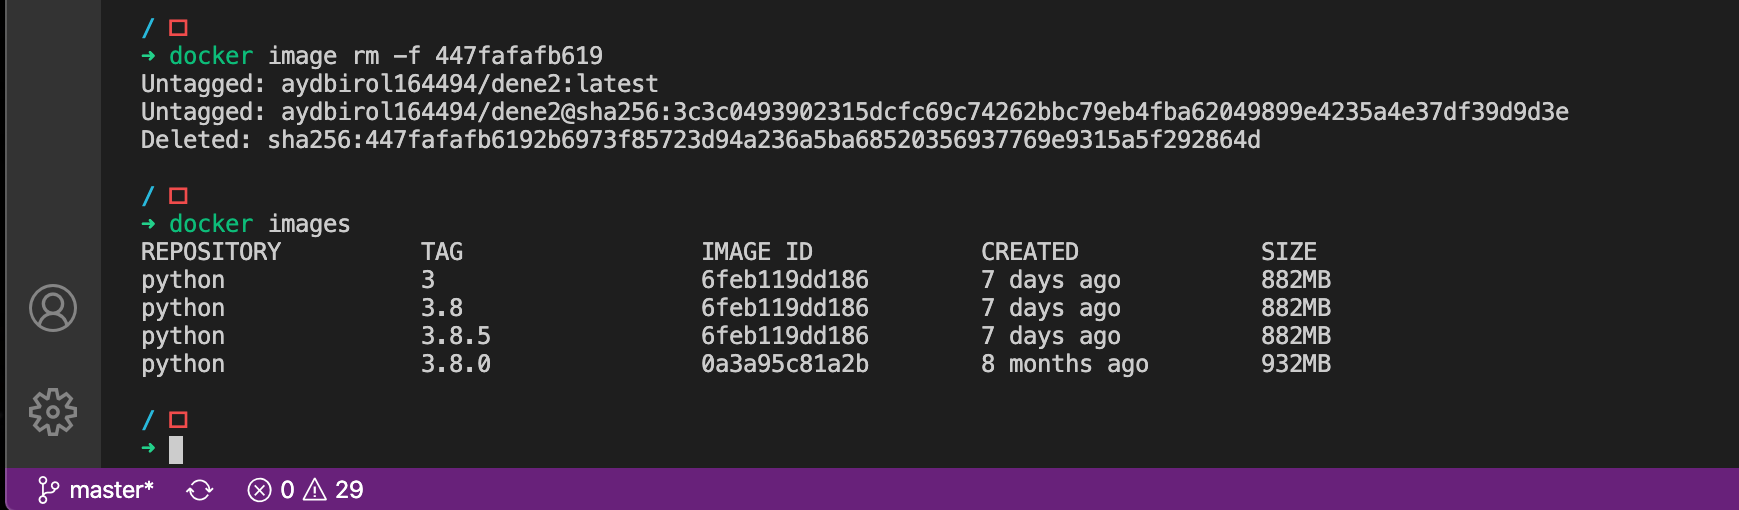 /
➜ docker image rm -f 447fafafb619
Untagged: aydbirol164494/dene2:latest
Untagged: aydbirol164494/dene2@sha256:3c3c0493902315dcfc69c74262bbc79eb4fba62049899e4235a4e37df39d9d3e
Deleted: sha256:447fafafb6192b6973f85723d94a236a5ba68520356937769e9315a5f292864d
/
➜ docker images
REPOSITORY TAG IMAGE ID CREATED SIZE
python 3 6feb119dd186 7 days ago 882MB
python 3.8 6feb119dd186 7 days ago 882MB
python 3.8.5 6feb119dd186 7 days ago 882MB
python 3.8.0 0a3a95c81a2b 8 months ago 932MB
/
➜
master* 0 29